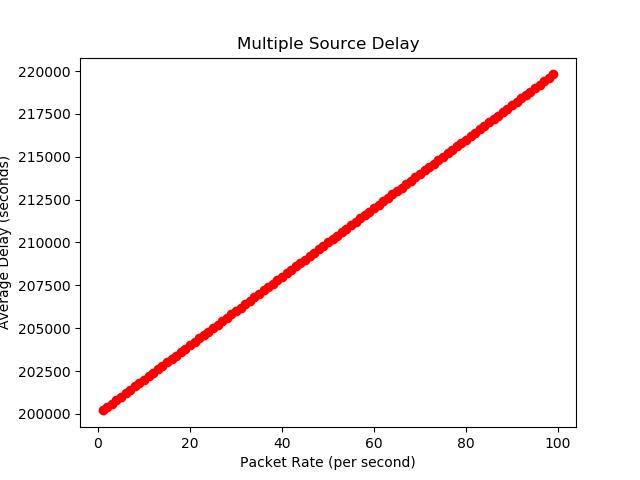 Multiple Source Delay
220000
217500
215000
212500
210000
207500
205000
202500
200000
Average Delay (seconds)
0 20 40 60 80 100
Packet Rate (per second)